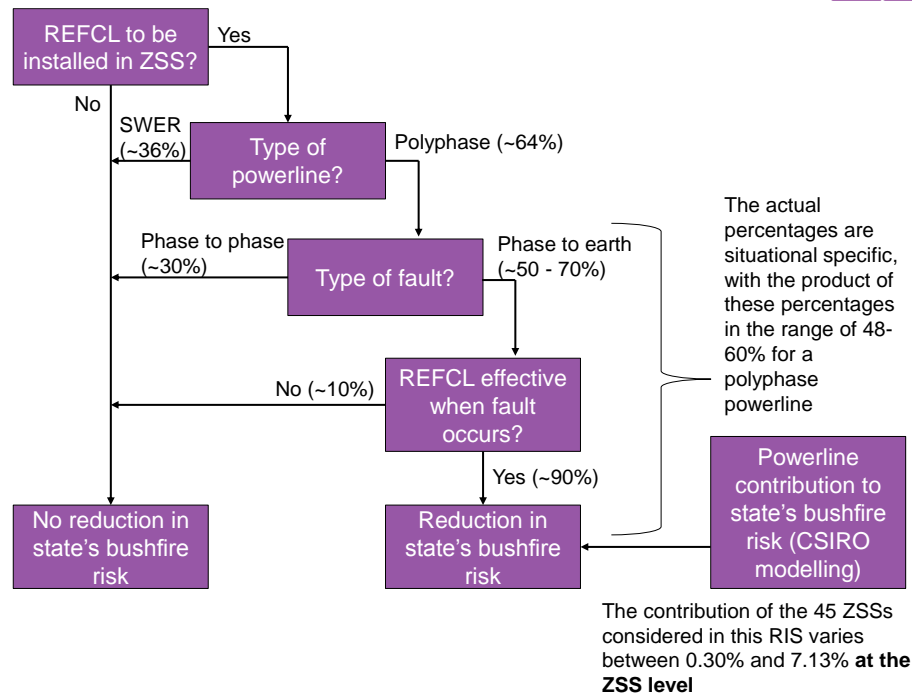 REFCL to be
installed in ZSS?
Yes
No
SWER
(~36%)
Type of
powerline?
Polyphase (~64%)
Phase to phase
(~30%)
Type of fault?
Phase to earth
(~50 - 70%)
The actual
percentages are
situational specific,
with the product of
these percentages
in the range of 48-
60% for a
polyphase
powerline
No (~10%)
REFCL effective
when fault
occurs?
Yes (~90%)
No reduction in
state's bushfire
risk
Reduction in
state's bushfire
risk
Powerline
contribution to
state's bushfire
risk (CSIRO
modelling)
The contribution of the 45 ZSSs
considered in this RIS varies
between 0.30% and 7.13% at the
ZSS level